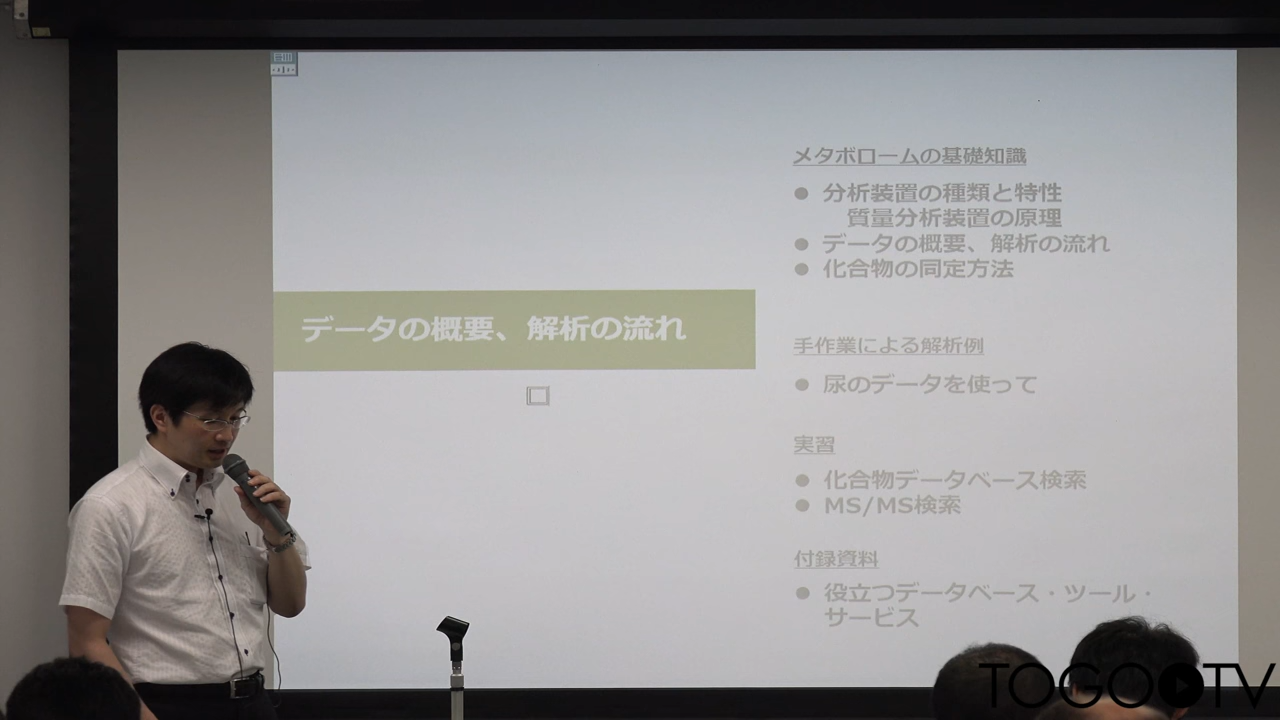 データの概要、解析の流れ
メタボロームの基礎知識
● 分析装置の種類と特性
質量分析装置の原理
● データの概要、解析の流れ
● 化合物の同定方法
手作業による解析例
● 尿のデータを使って
実習
● 化合物データベース検索
● MS/MS検索
付録資料
● 役立つデータベース・ツール・
サービス
TOGOTV